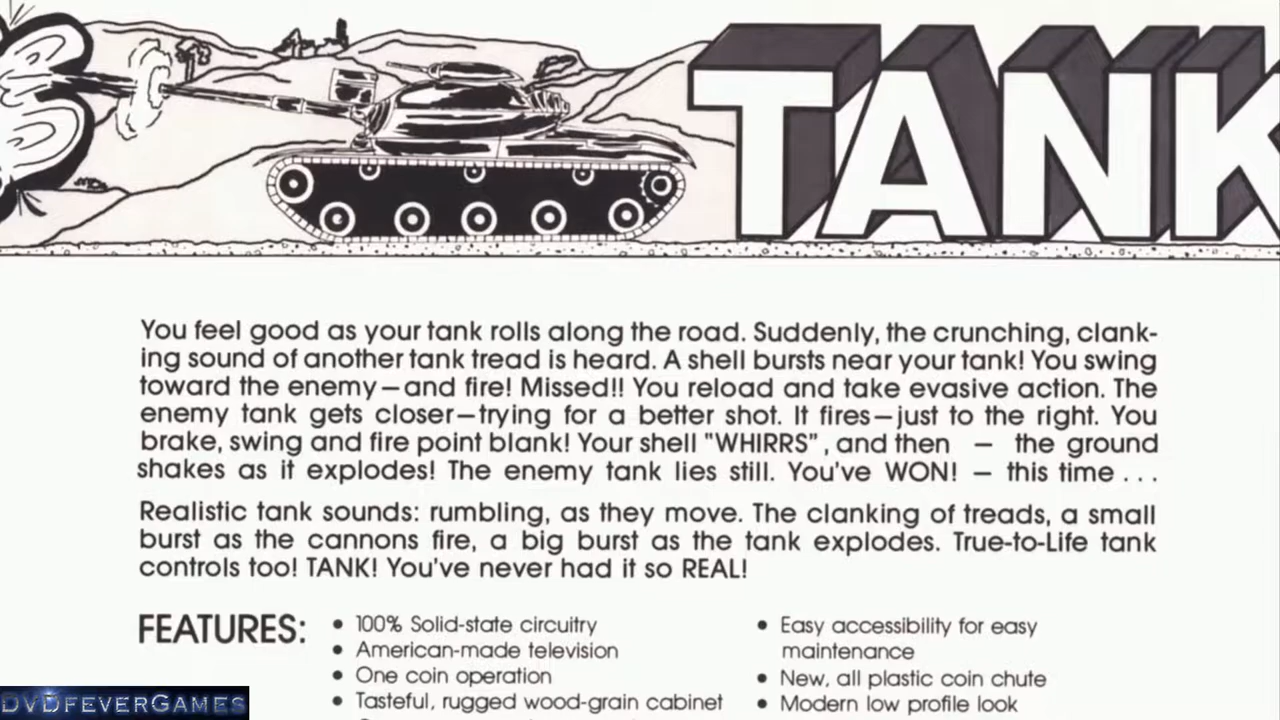 TANK
You feel good as your tank rolls along the road. Suddenly, the crunching, clank-
ing sound of another tank tread is heard. A shell bursts near your tank! You swing
toward the enemy—and fire! Missed!! You reload and take evasive action. The
enemy tank gets closer—trying for a better shot. It fires—just to the right. You
brake, swing and fire point blank! Your shell "WHIRRS", and then — the ground
shakes as it explodes! The enemy tank lies still. You've WON! — this time . . .
Realistic tank sounds: rumbling, as they move. The clanking of treads, a small
burst as the cannons fire, a big burst as the tank explodes. True-to-Life tank
controls too! TANK! You've never had it so REAL!
FEATURES:
• 100% Solid-state circuitry
• American-made television
• One coin operation
• Tasteful, rugged wood-grain cabinet
• Easy accessibility for easy
maintenance
• New, all plastic coin chute
• Modern low profile look
DVDFEVERGAMES